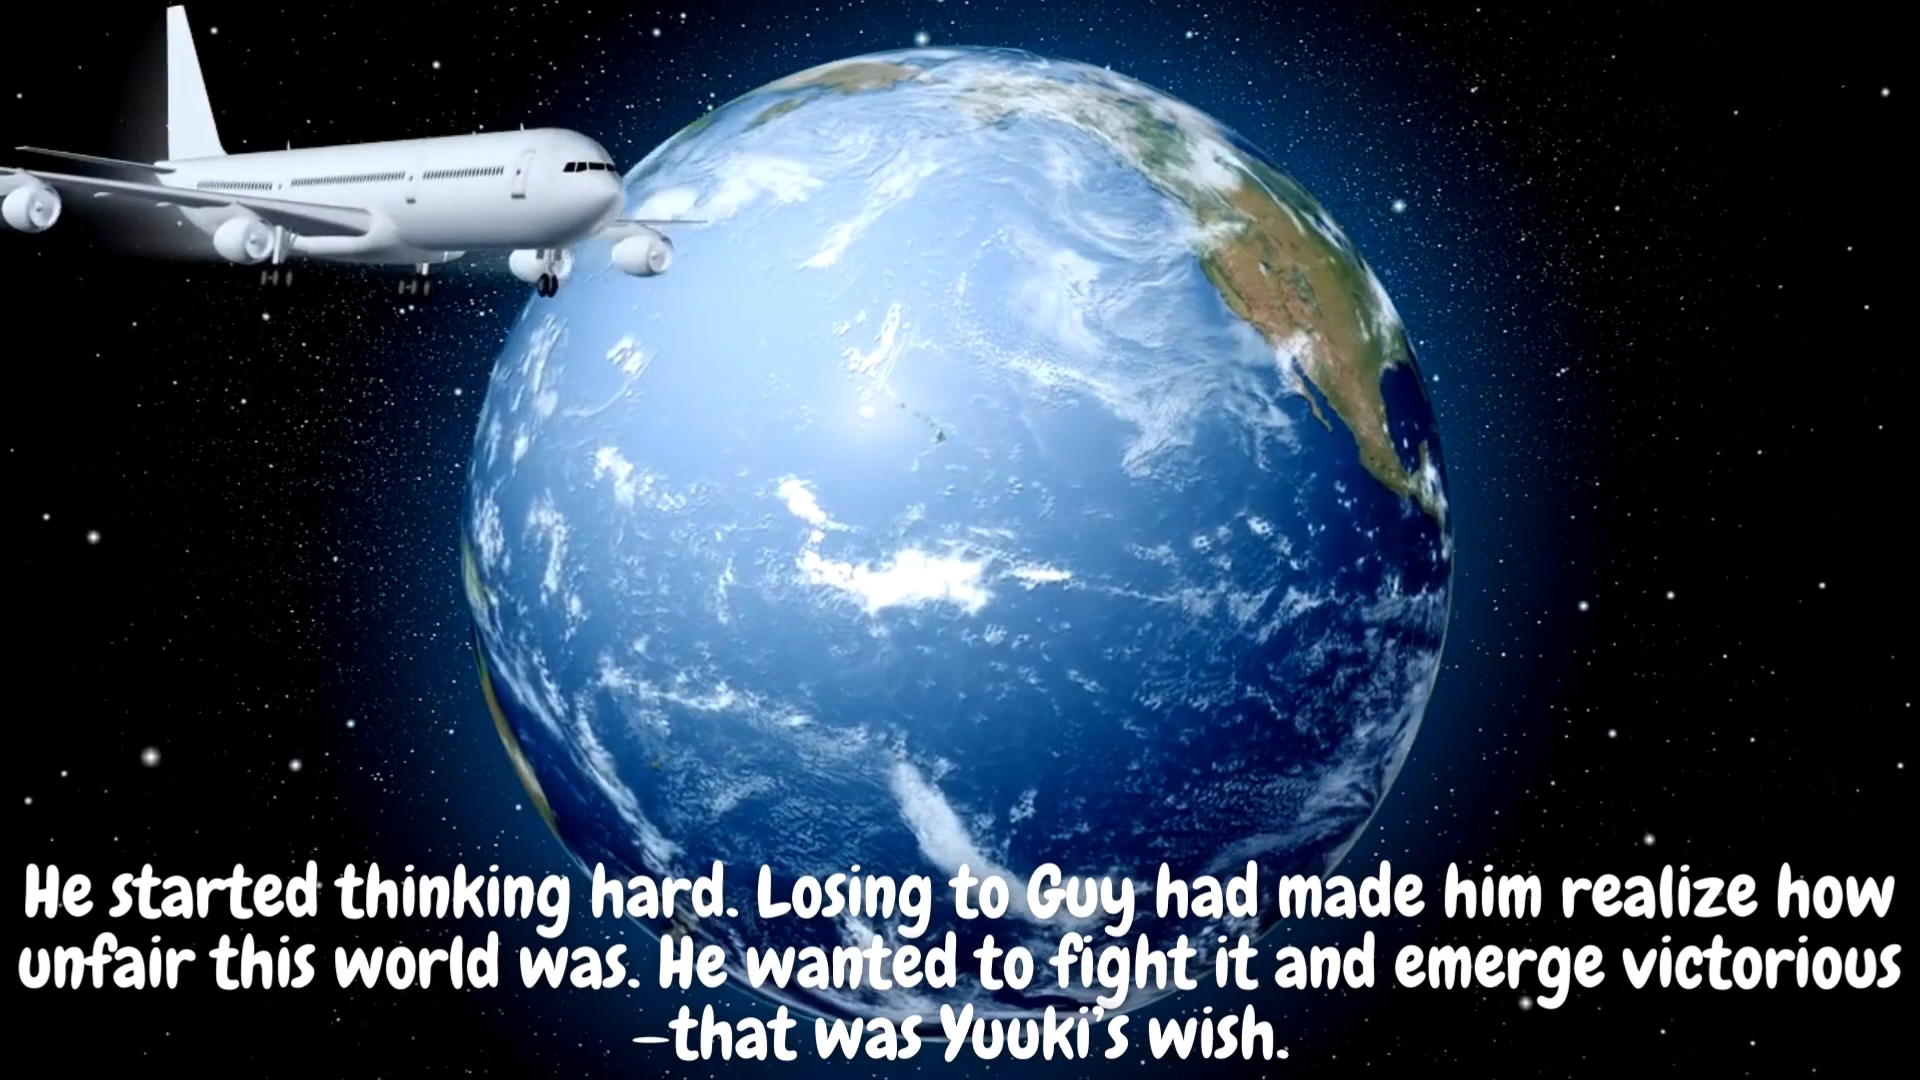 He started thinking hard. Losing to Guy had made him realize how
unfair this world was. He wanted to fight it and emerge victorious
—that was Yuuki’s wish.